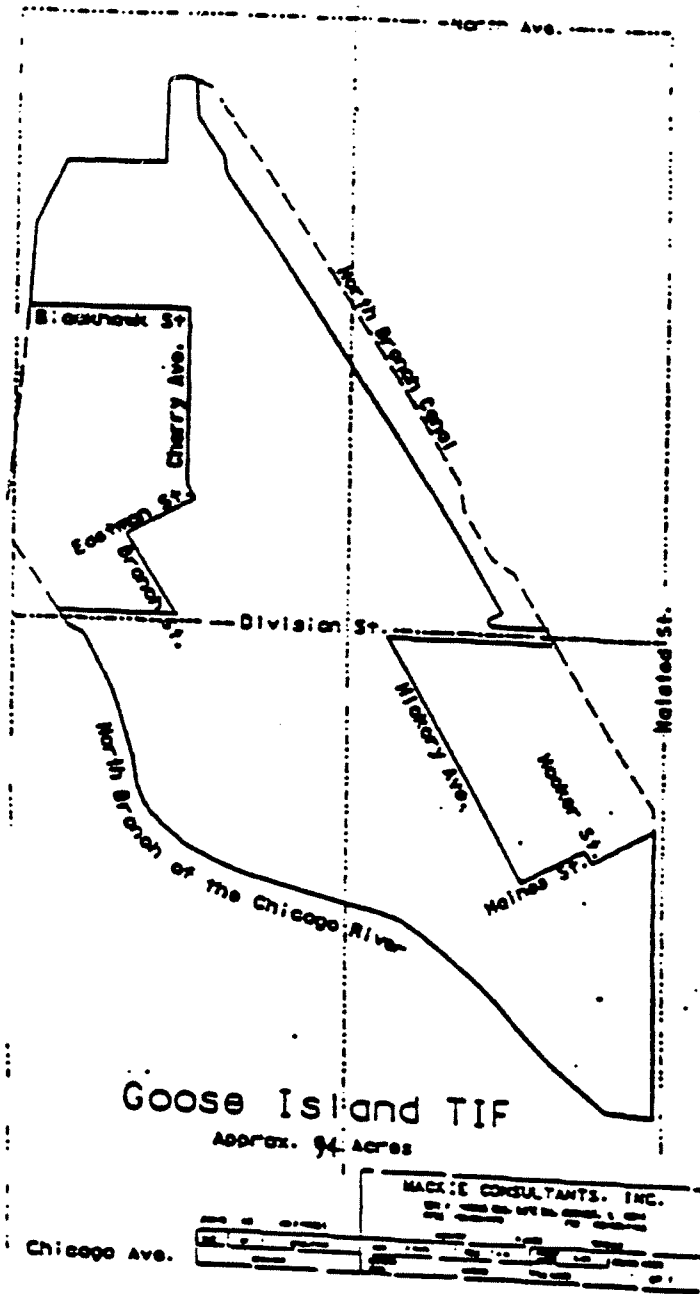 North Ave.
North Branch Canal
Blackhawk St
Cherry Ave.
Eastman St.
Branch St.
Division St.
Halsted St.
Hickory Ave.
Hooker St.
Haines St.
North Branch of the Chicago River
Goose Island TIF
Approx. 94 Acres
MACKIE CONSULTANTS, INC.
Chicago Ave.